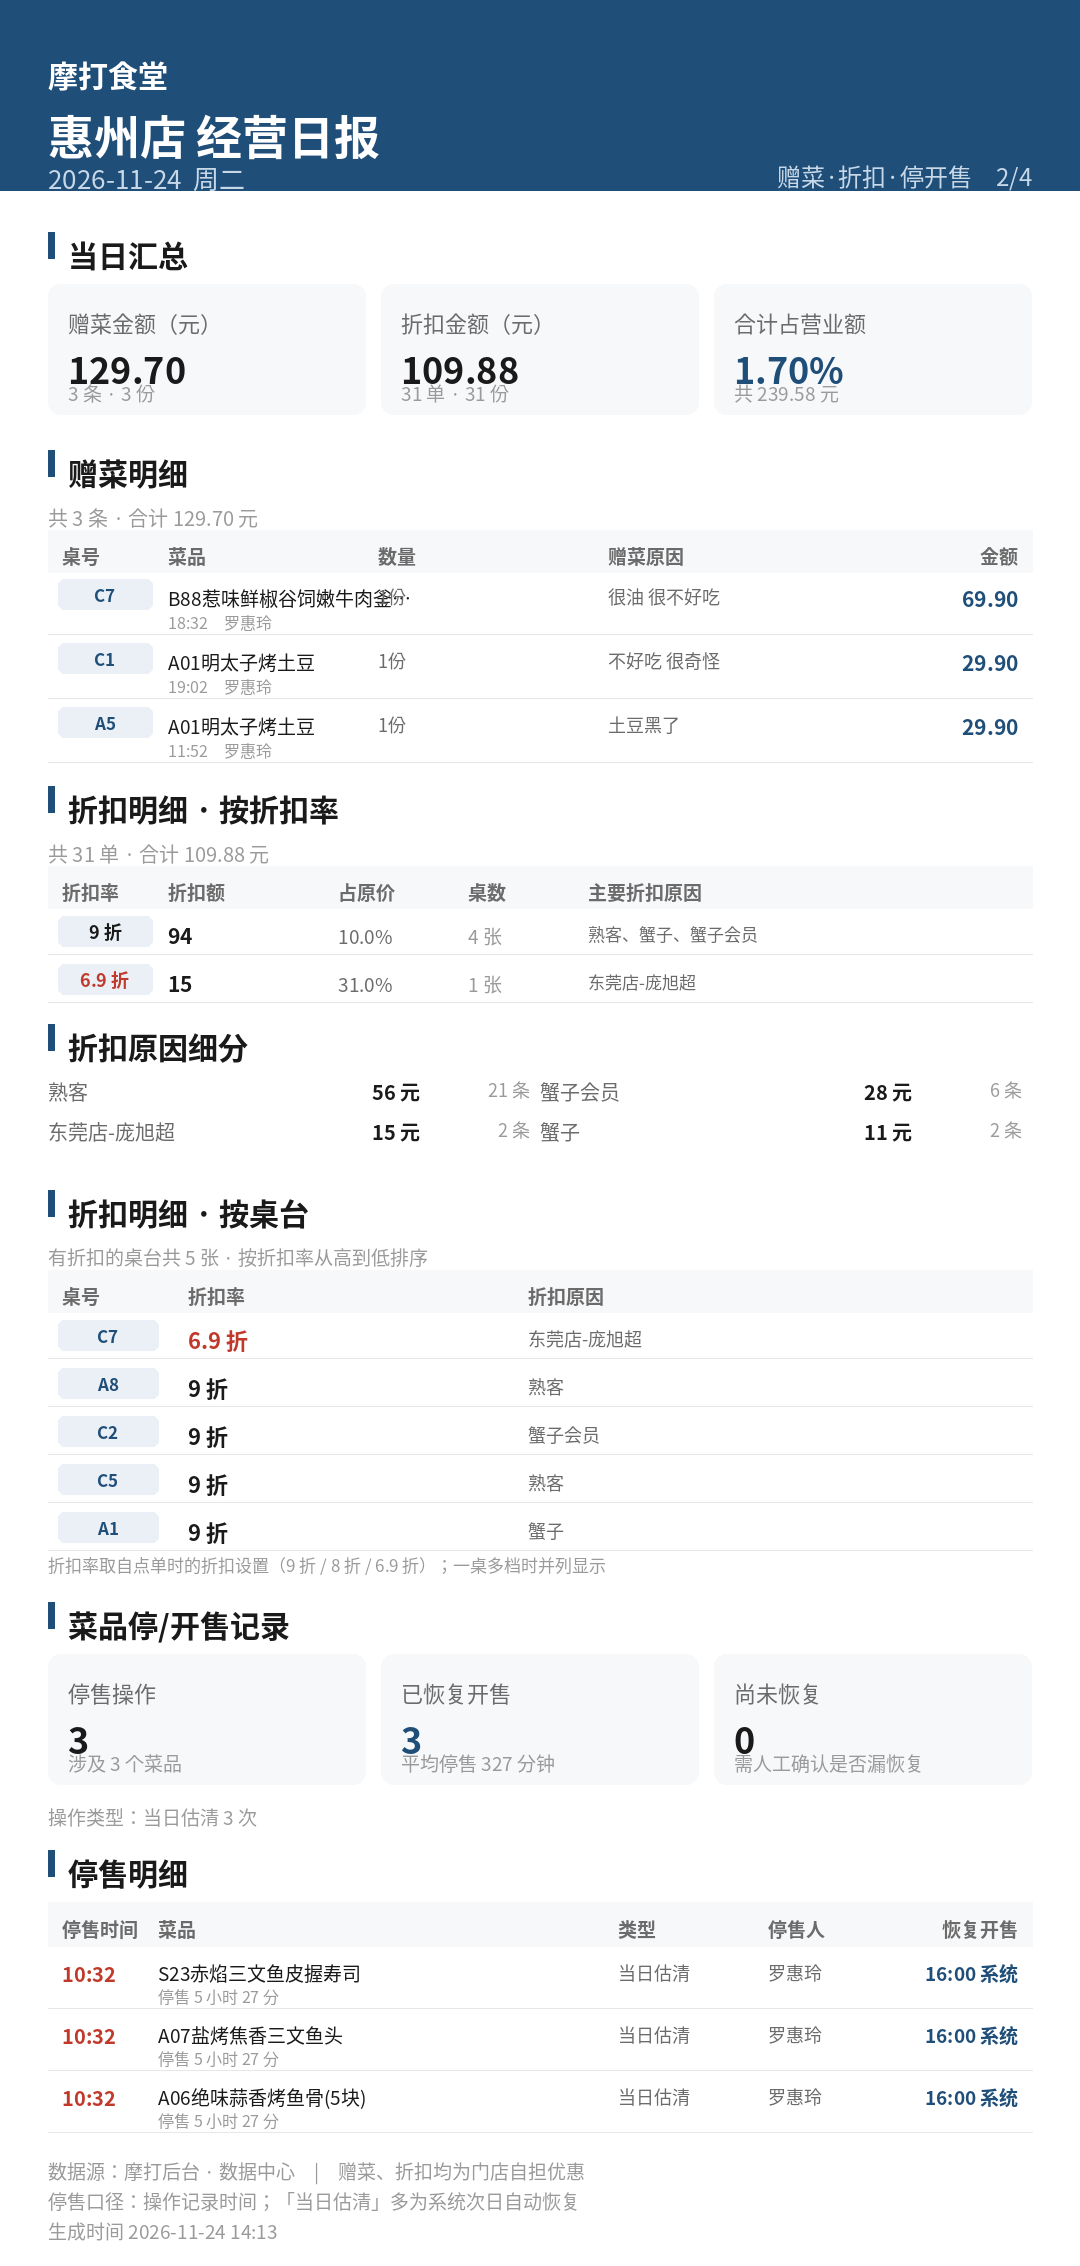 摩打食堂
惠州店 经营日报
2026-11-24 周二
赠菜·折扣·停开售 2/4
当日汇总
赠菜金额（元） 折扣金额（元） 合计占营业额
129.70 109.88 1.70%
3 条 · 3 份 31 单 · 31 份 共 239.58 元
赠菜明细
共 3 条 · 合计 129.70 元
桌号 菜品 数量 赠菜原因 金额
C7 B88惹味鲜椒谷饲嫩牛肉釜… 份 很油 很不好吃 69.90
18:32 罗惠玲
C1 A01明太子烤土豆 1份 不好吃 很奇怪 29.90
19:02 罗惠玲
A5 A01明太子烤土豆 1份 土豆黑了 29.90
11:52 罗惠玲
折扣明细 · 按折扣率
共 31 单 · 合计 109.88 元
折扣率 折扣额 占原价 桌数 主要折扣原因
9 折 94 10.0% 4 张 熟客、蟹子、蟹子会员
6.9 折 15 31.0% 1 张 东莞店-庞旭超
折扣原因细分
熟客 56 元 21 条 蟹子会员 28 元 6 条
东莞店-庞旭超 15 元 2 条 蟹子 11 元 2 条
折扣明细 · 按桌台
有折扣的桌台共 5 张 · 按折扣率从高到低排序
桌号 折扣率 折扣原因
C7 6.9 折 东莞店-庞旭超
A8 9 折 熟客
C2 9 折 蟹子会员
C5 9 折 熟客
A1 9 折 蟹子
折扣率取自点单时的折扣设置（9 折 / 8 折 / 6.9 折）；一桌多档时并列显示
菜品停/开售记录
停售操作 已恢复开售 尚未恢复
3 3 0
涉及 3 个菜品 平均停售 327 分钟 需人工确认是否漏恢复
操作类型：当日估清 3 次
停售明细
停售时间 菜品 类型 停售人 恢复开售
10:32 S23赤焰三文鱼皮握寿司 当日估清 罗惠玲 16:00 系统
停售 5 小时 27 分
10:32 A07盐烤焦香三文鱼头 当日估清 罗惠玲 16:00 系统
停售 5 小时 27 分
10:32 A06绝味蒜香烤鱼骨(5块) 当日估清 罗惠玲 16:00 系统
停售 5 小时 27 分
数据源：摩打后台 · 数据中心 | 赠菜、折扣均为门店自担优惠
停售口径：操作记录时间；「当日估清」多为系统次日自动恢复
生成时间 2026-11-24 14:13